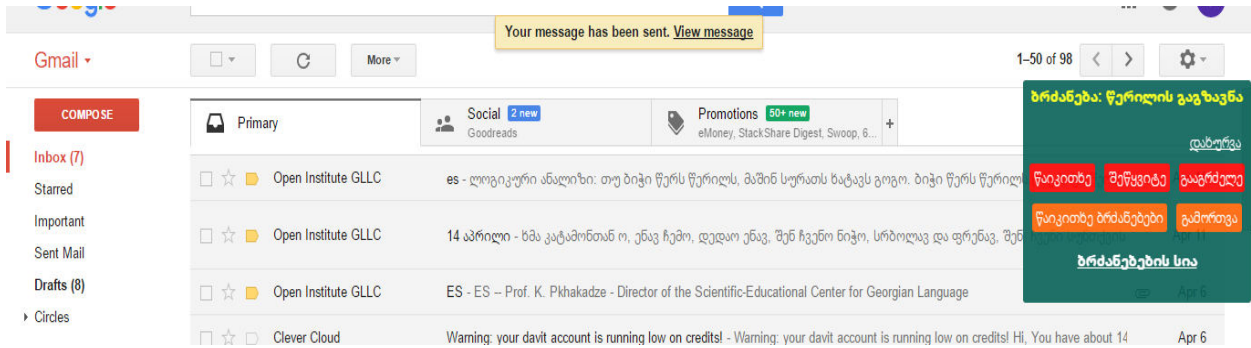 Your message has been sent. View message
Gmail
More
1–50 of 98
COMPOSE
Inbox (7)
Starred
Important
Sent Mail
Drafts (8)
Circles
Primary
Social 2 new
Goodreads
Promotions 50+ new
eMoney, StackShare Digest, Swoop, 6...
+
Open Institute GLLC es - ლოგიკური ანალიზი: თუ ბიჭი წერს წერილს, მაშინ სურათს ხატავს გოგო. ბიჭი წერს წერილ
Open Institute GLLC 14 აპრილი - ხმა კატამონთან ო, ენავ ჩემო, დედაო ენავ, შენ ჩვენო ნიჭო, სრბოლავ და ფრენავ, შენ Apr 11
Open Institute GLLC ES - ES -- Prof. K. Pkhakadze - Director of the Scientific-Educational Center for Georgian Language Apr 6
Clever Cloud Warning: your davit account is running low on credits! - Warning: your davit account is running low on credits! Hi, You have about 14 Apr 6
ბრძანება: წერილის გაგზავნა
დახურვა
წაიკითხე შეწყვიტე გააგრძელე
წაიკითხე ბრძანებები გამორთვა
ბრძანებების სია